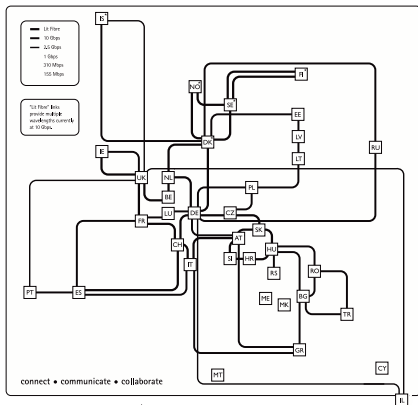 IS
Lit Fibre
10 Gbps
2.5 Gbps
1 Gbps
310 Mbps
155 Mbps
"Lit Fibre" links
provide multiple
wavelengths currently
at 10 Gbps.
FI
NO
SE
EE
LV
DK
RU
IE
LT
UK
NL
PL
BE
LU
DE
CZ
FR
SK
AT
CH
HU
SI
HR
IT
RS
RO
PT
ES
ME
MK
BG
TR
GR
MT
CY
connect • communicate • collaborate
IL